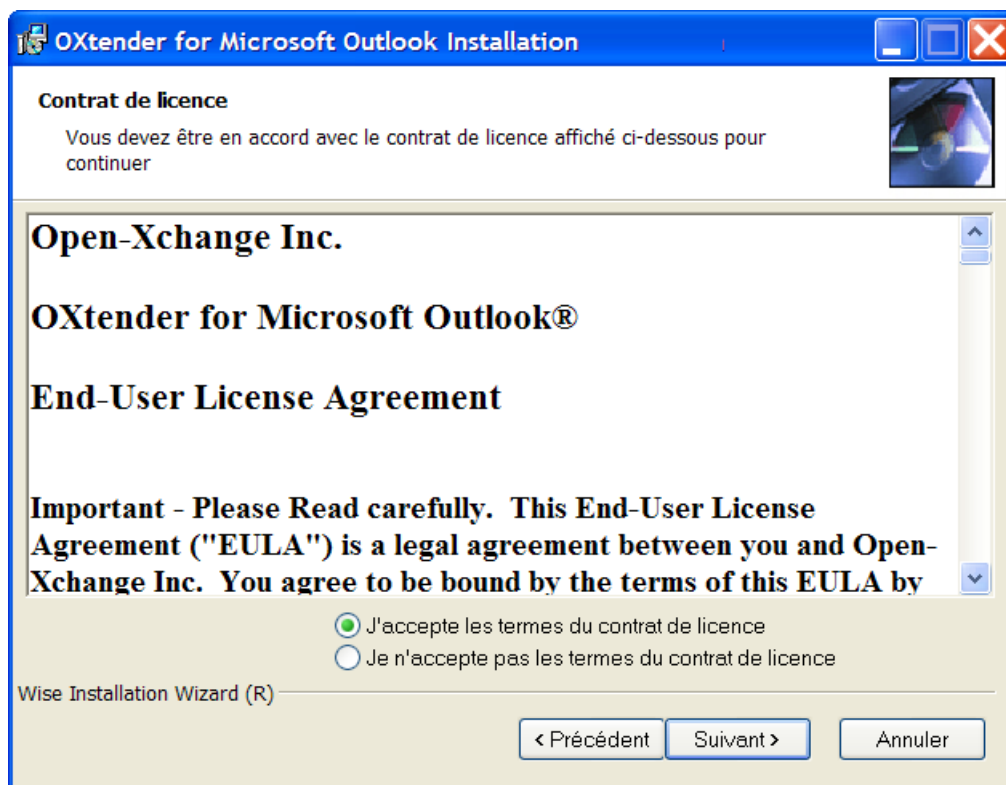 OXtender for Microsoft Outlook Installation
Contrat de licence
Vous devez être en accord avec le contrat de licence affiché ci-dessous pour
continuer
Open-Xchange Inc.
OXtender for Microsoft Outlook®
End-User License Agreement
Important - Please Read carefully.  This End-User License
Agreement ("EULA") is a legal agreement between you and Open-
Xchange Inc.  You agree to be bound by the terms of this EULA by
J'accepte les termes du contrat de licence
Je n'accepte pas les termes du contrat de licence
Wise Installation Wizard (R)
< Précédent Suivant > Annuler